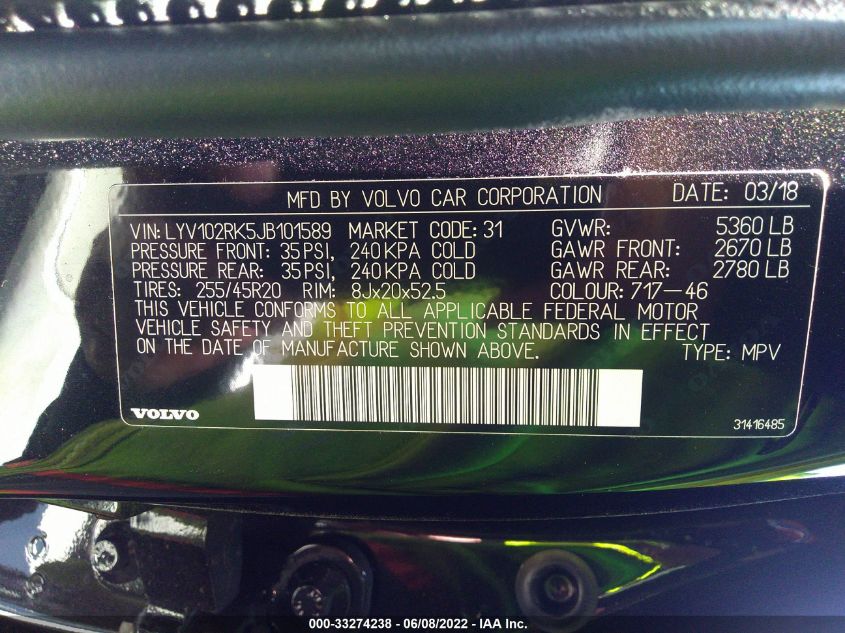 MFD BY VOLVO CAR CORPORATION DATE: 03/18
VIN: LYV102RK5JB101589 MARKET CODE: 31 GVWR: 5360 LB
PRESSURE FRONT: 35 PSI, 240 KPA COLD GAWR FRONT: 2670 LB
PRESSURE REAR: 35 PSI, 240 KPA COLD GAWR REAR: 2780 LB
TIRES: 255/45R20 RIM: 8Jx20x52.5 COLOUR: 717-46
THIS VEHICLE CONFORMS TO ALL APPLICABLE FEDERAL MOTOR
VEHICLE SAFETY AND THEFT PREVENTION STANDARDS IN EFFECT
ON THE DATE OF MANUFACTURE SHOWN ABOVE. TYPE: MPV
VOLVO
31416485
000-33274238 - 06/08/2022 - IAA Inc.